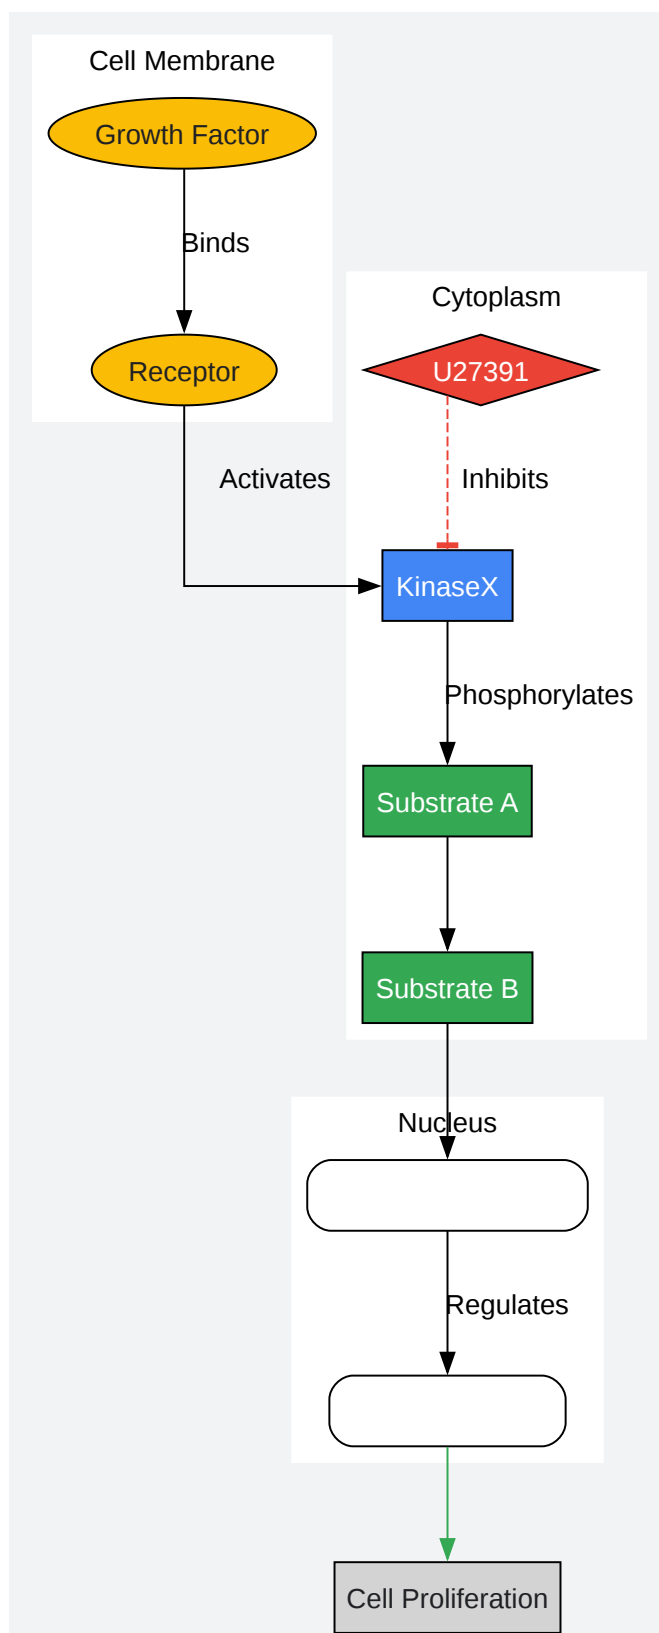 Cell Membrane
Growth Factor
Binds
Cytoplasm
Receptor
U27391
Activates
Inhibits
KinaseX
Phosphorylates
Substrate A
Substrate B
Nucleus
Regulates
Cell Proliferation